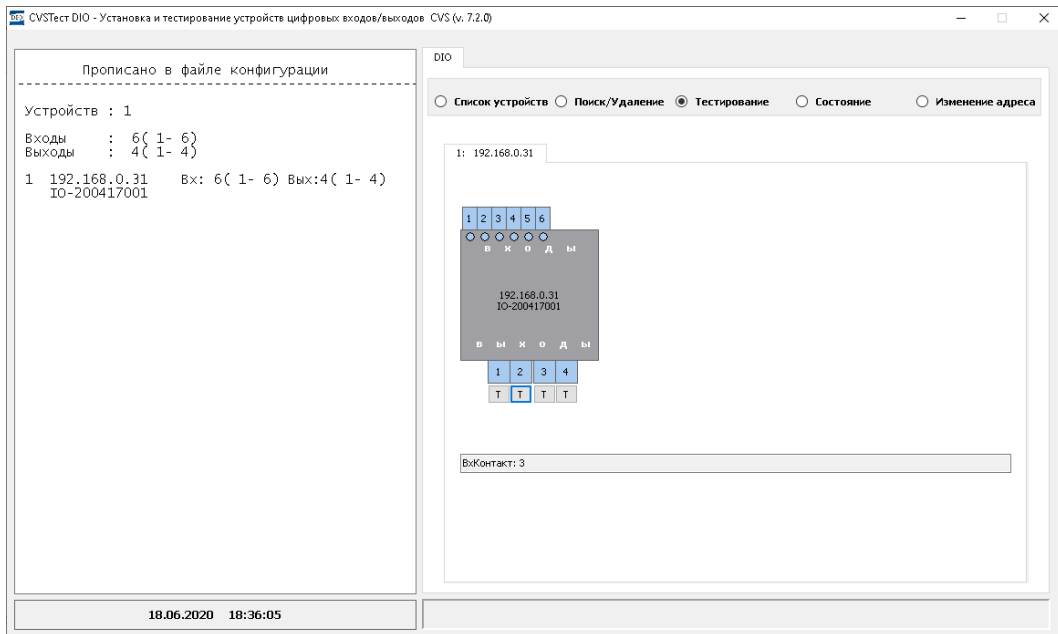 DIO CVSТест DIO - Установка и тестирование устройств цифровых входов/выходов CVS (v. 7.2.0)
Прописано в файле конфигурации
Устройств : 1
Входы : 6( 1- 6)
Выходы : 4( 1- 4)
1 192.168.0.31 Вх: 6( 1- 6) Вых:4( 1- 4)
IO-200417001
18.06.2020 18:36:05
DIO
Список устройств Поиск/Удаление Тестирование Состояние Изменение адреса
1: 192.168.0.31
1 2 3 4 5 6
в х о д ы
192.168.0.31
IO-200417001
в ы х о д ы
1 2 3 4
T T T T
ВхКонтакт: 3